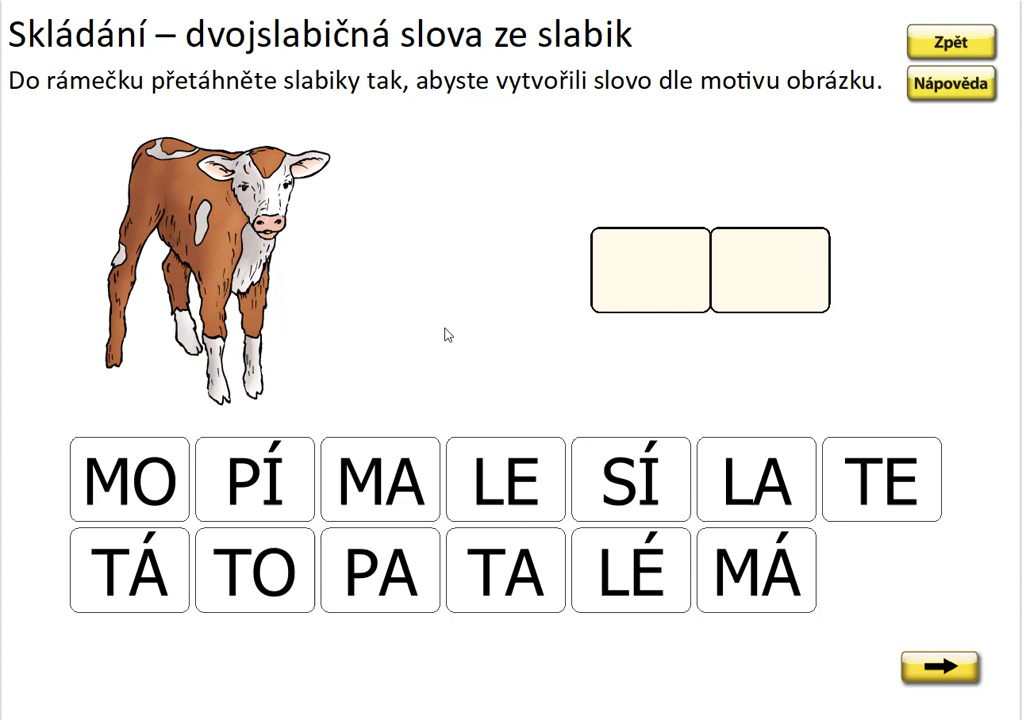 Skládání – dvojslabičná slova ze slabik
Zpět
Do rámečku přetáhněte slabiky tak, abyste vytvořili slovo dle motivu obrázku.
Nápověda
MO PÍ MA LE SÍ LA TE
TÁ TO PA TA LÉ MÁ